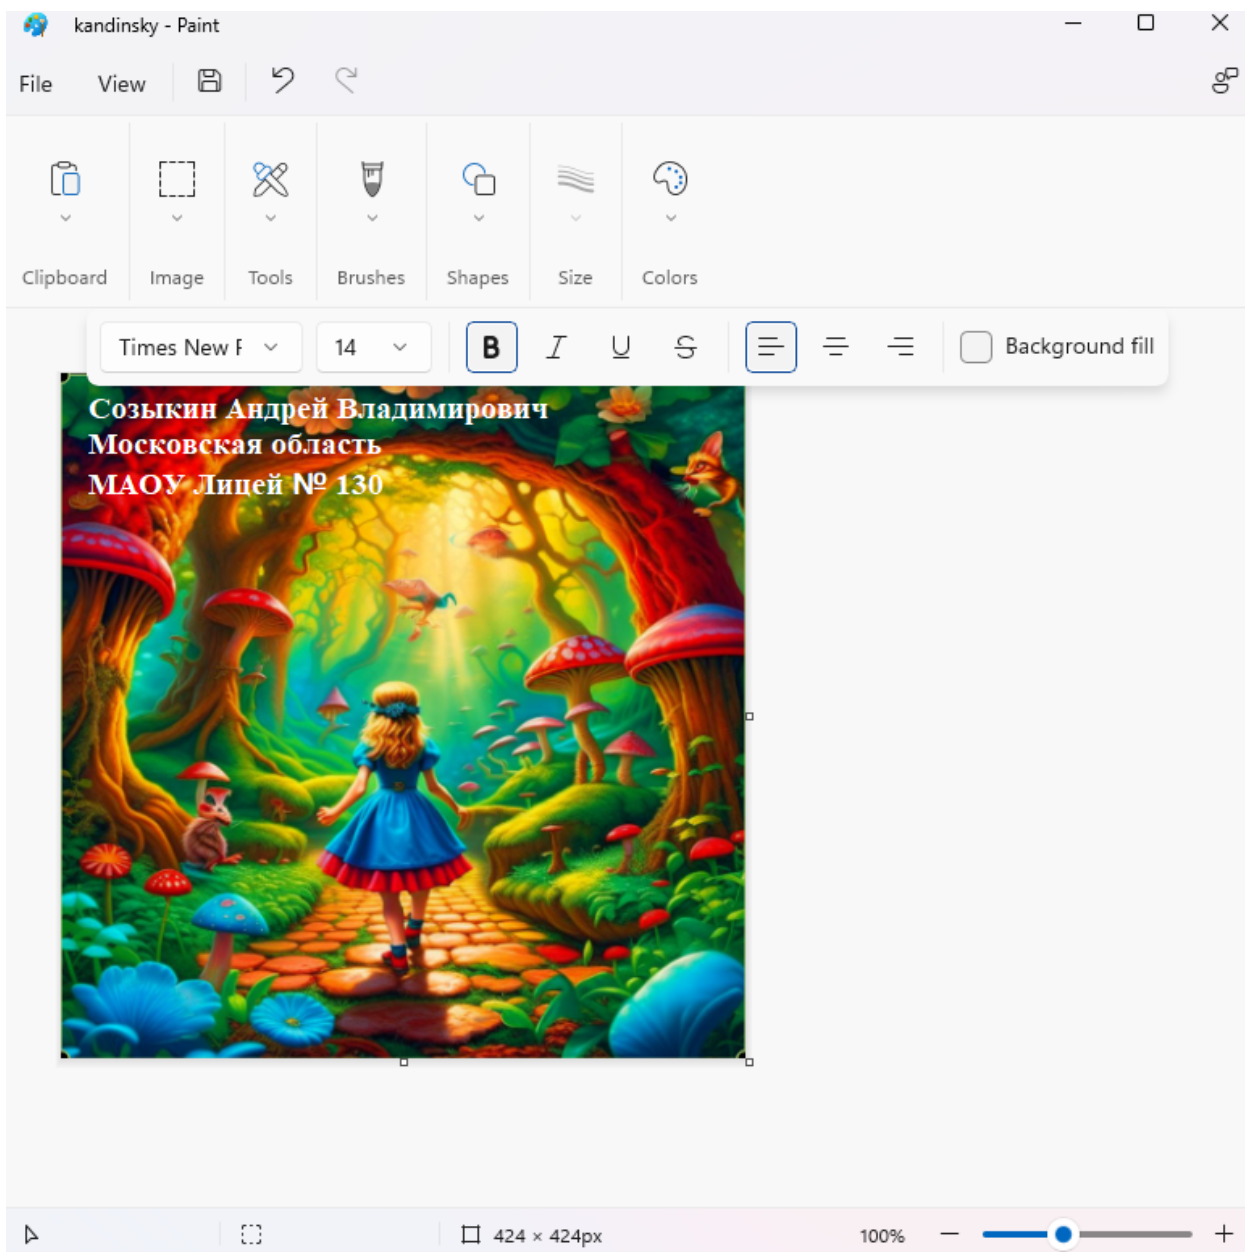 kandinsky - Paint
File View
Clipboard Image Tools Brushes Shapes Size Colors
Times New F 14 B I U S Background fill
Созыкин Андрей Владимирович
Московская область
МАОУ Лицей № 130
424 × 424px 100%